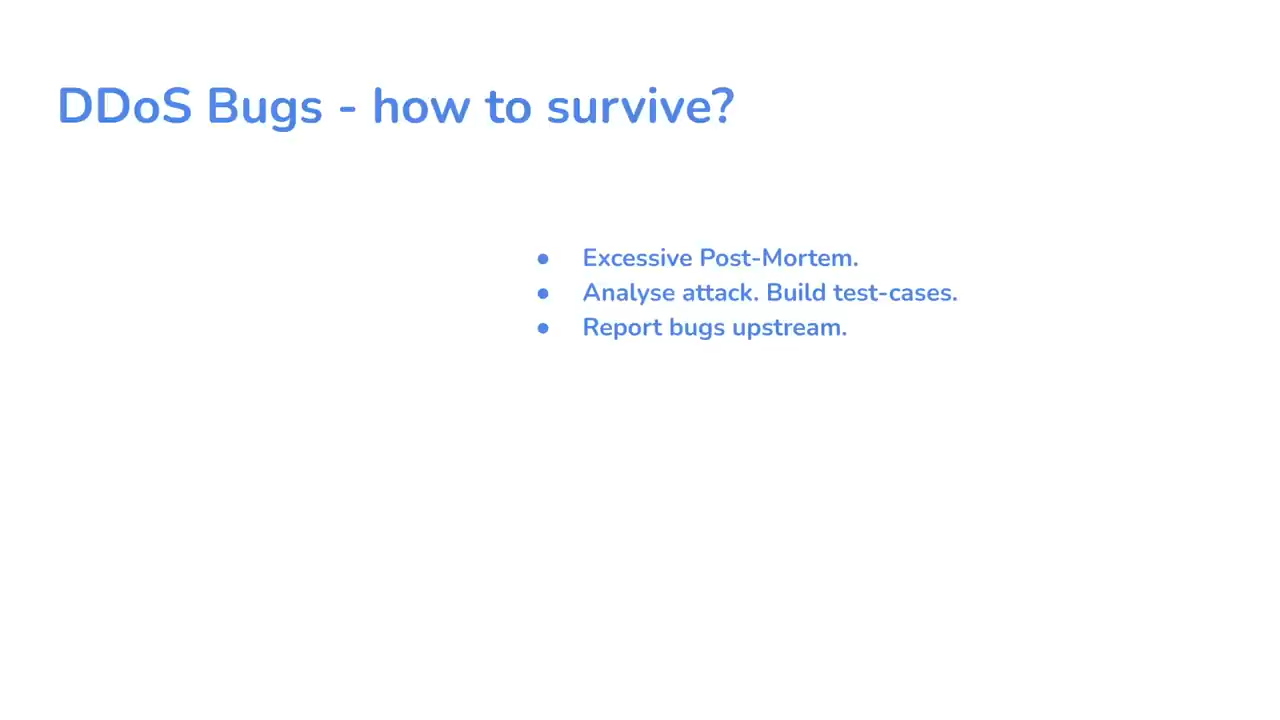 DDoS Bugs - how to survive?
● Excessive Post-Mortem.
● Analyse attack. Build test-cases.
● Report bugs upstream.